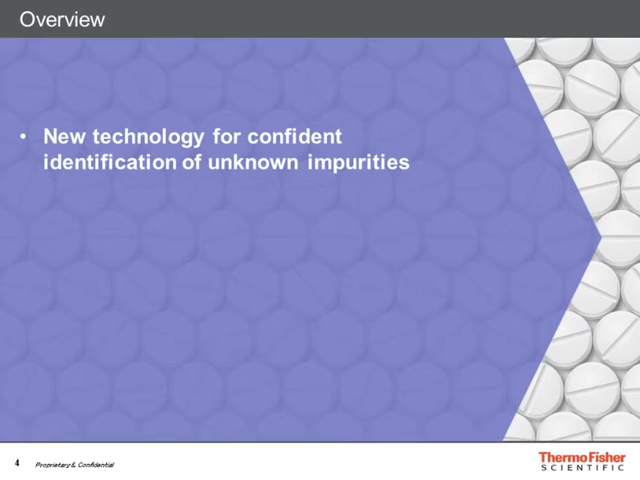 Overview
• New technology for confident
identification of unknown impurities
4 Proprietary & Confidential
ThermoFisher
SCIENTIFIC